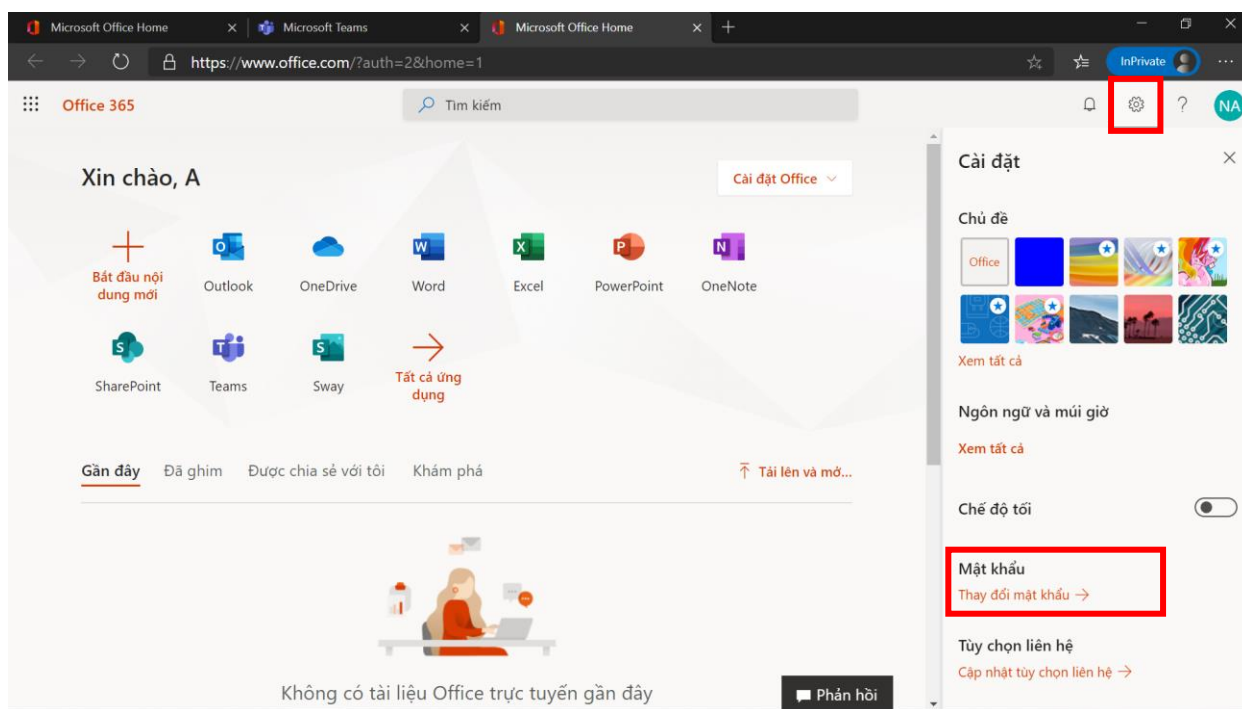 Microsoft Office Home
Microsoft Teams
Microsoft Office Home
https://www.office.com/?auth=2&home=1
InPrivate
Office 365
Tìm kiếm
NA
Xin chào, A
Cài đặt Office
Bắt đầu nội
dung mới
Outlook
OneDrive
Word
Excel
PowerPoint
OneNote
SharePoint
Teams
Sway
Tất cả ứng
dụng
Gần đây
Đã ghim
Được chia sẻ với tôi
Khám phá
Tải lên và mở...
Không có tài liệu Office trực tuyến gần đây
Phản hồi
Cài đặt
Chủ đề
Office
Xem tất cả
Ngôn ngữ và múi giờ
Xem tất cả
Chế độ tối
Mật khẩu
Thay đổi mật khẩu →
Tùy chọn liên hệ
Cập nhật tùy chọn liên hệ →